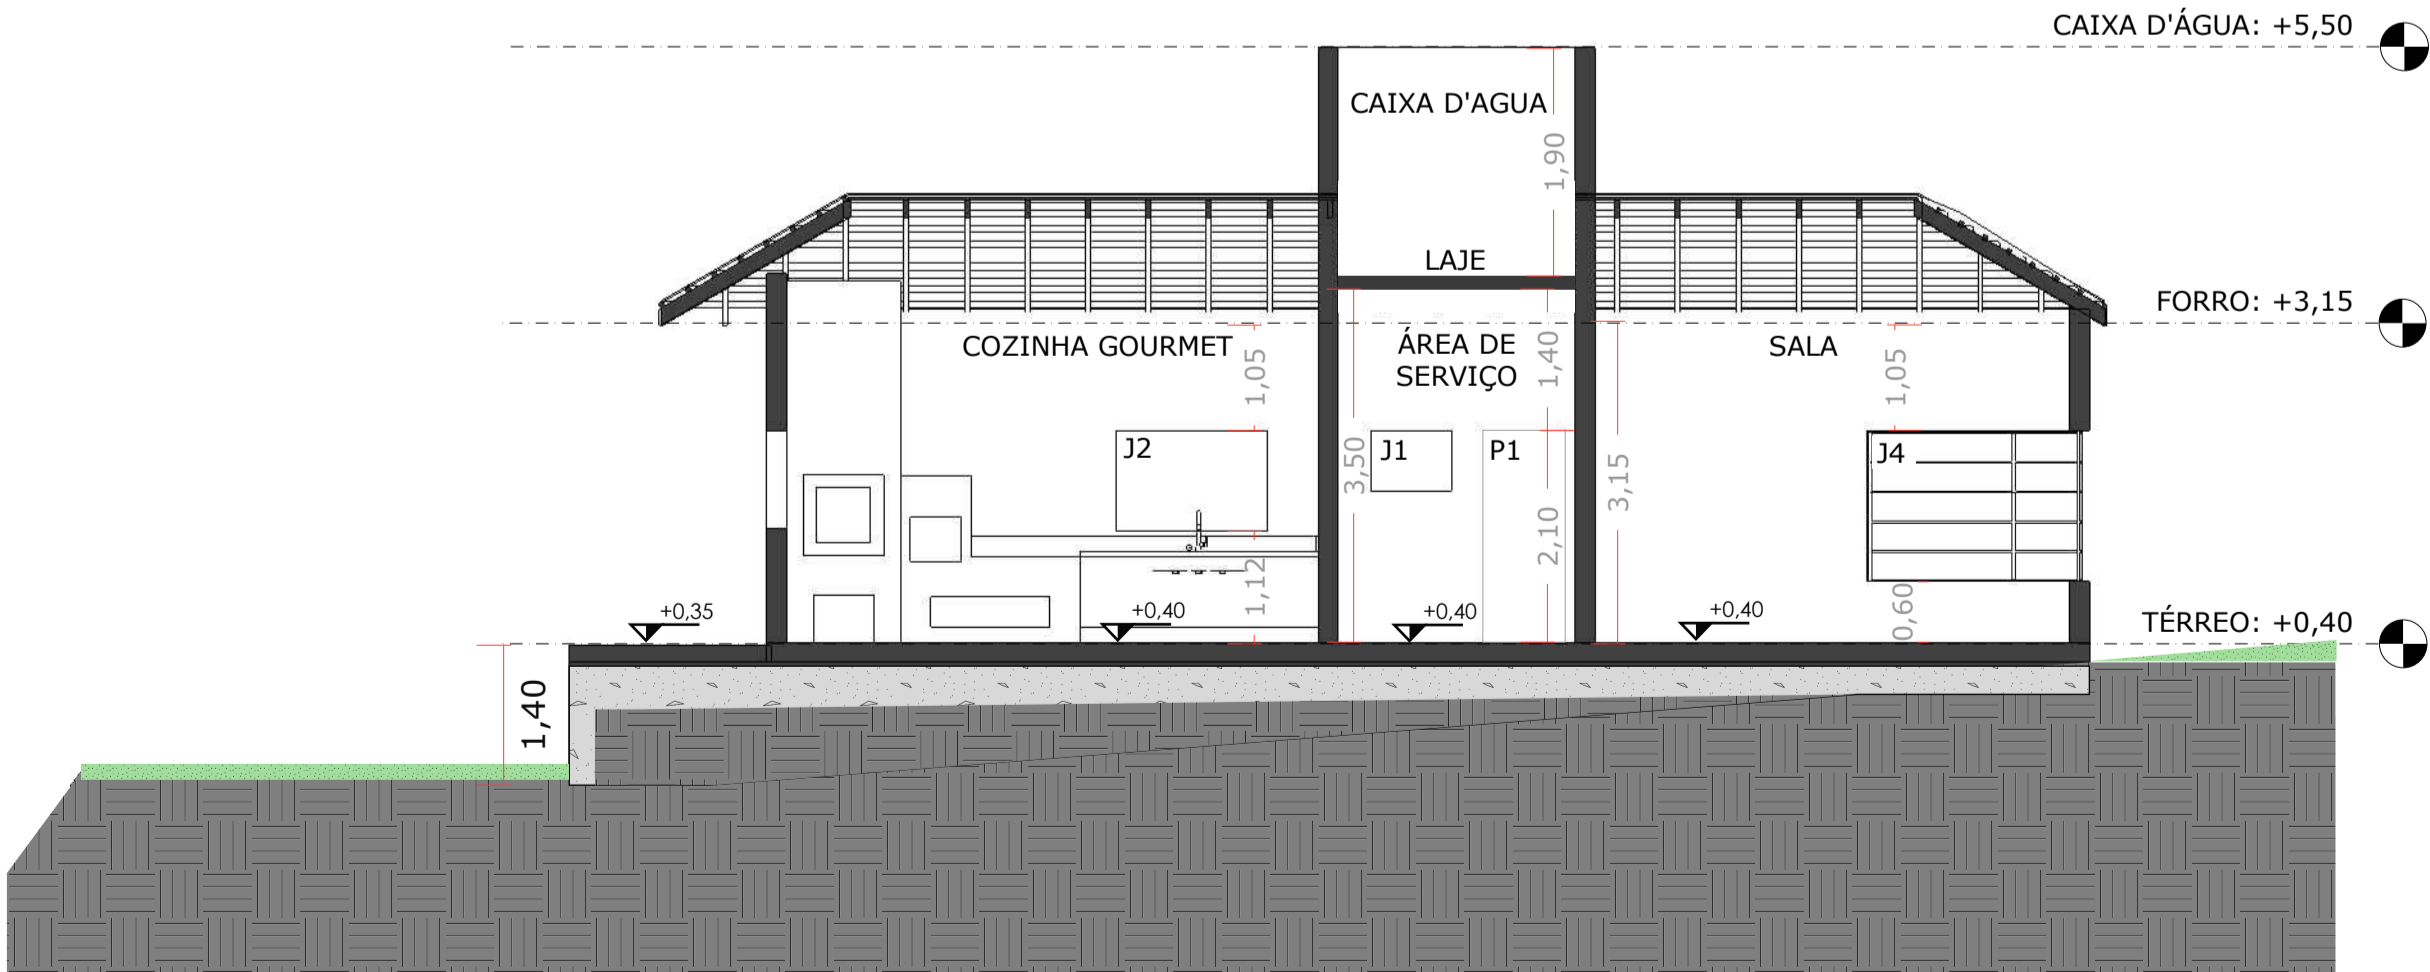 CAIXA D'ÁGUA: +5,50
CAIXA D'AGUA
1,90
LAJE
FORRO: +3,15
COZINHA GOURMET
ÁREA DE
SERVIÇO
SALA
1,05
1,40
1,05
J2
J1
P1
J4
3,50
3,15
2,10
1,12
0,60
+0,35
+0,40
+0,40
+0,40
TÉRREO: +0,40
1,40